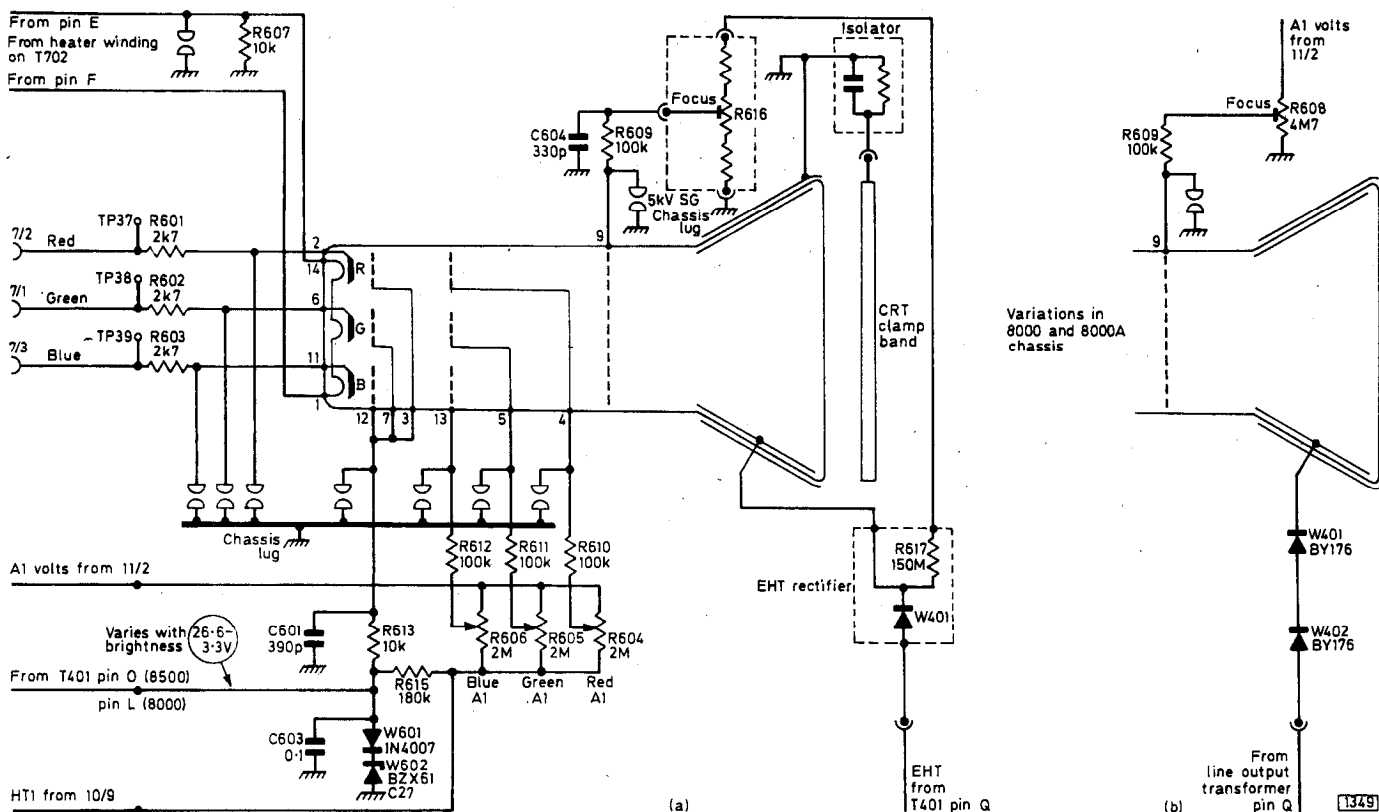 From pin E
From heater winding
on T702
From pin F
R607
10k
C604
330p
R609
100k
Focus
R616
5kV SG
Chassis
lug
Isolator
A1 volts
from
11/2
Focus
R608
4M7
R609
100k
7/2
Red
TP37
R601
2k7
7/1
Green
TP38
R602
2k7
7/3
Blue
TP39
R603
2k7
2
14
6
11
1
R
G
B
9
12
7
3
13
5
4
CRT
clamp
band
9
Variations in
8000 and 8000A
chassis
Chassis
lug
R612
100k
R611
100k
R610
100k
R617
150M
EHT rectifier
W401
W401
BY176
W402
BY176
A1 volts from 11/2
Varies with
brightness
26·6-
3·3V
C601
390p
R613
10k
R606
2M
R605
2M
R604
2M
From T401 pin O (8500)
pin L (8000)
R615
180k
Blue
A1
Green
A1
Red
A1
C603
0·1
W601
IN4007
W602
BZX61
C27
HT1 from 10/9
EHT
from
T401 pin Q
From
line output
transformer
pin Q
(a)
(b)
1349